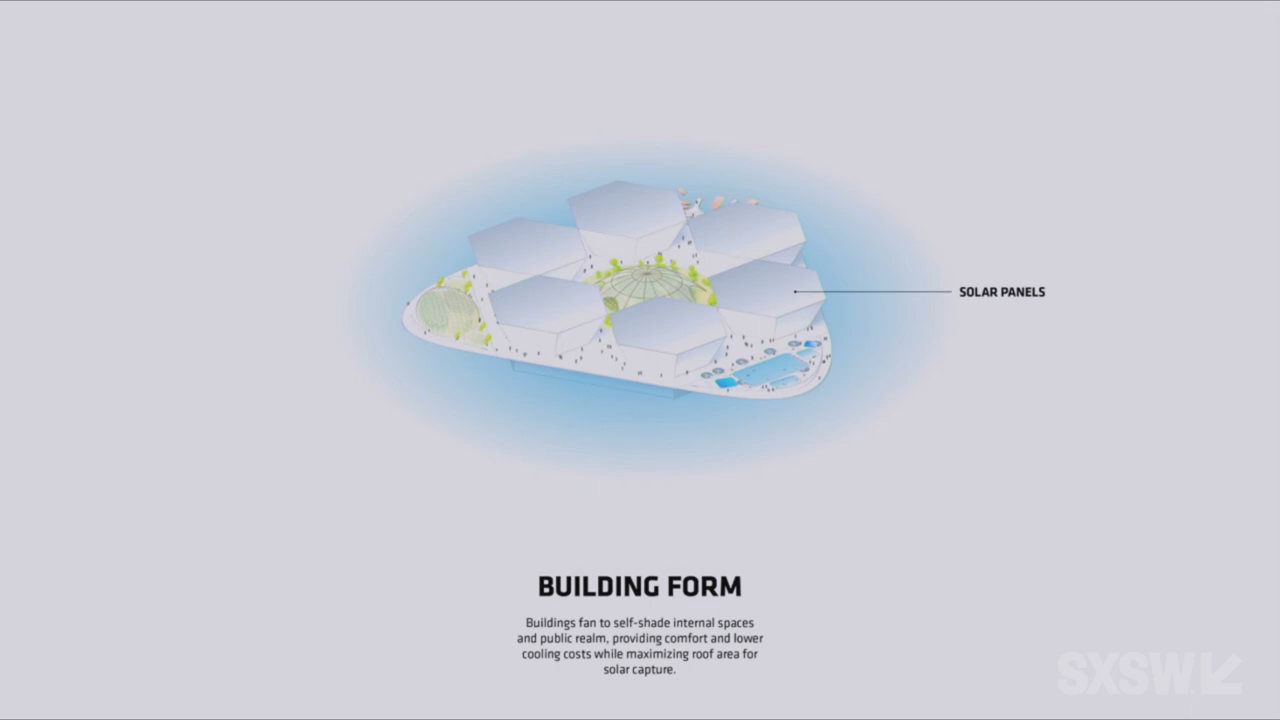 SOLAR PANELS
BUILDING FORM
Buildings fan to self-shade internal spaces
and public realm, providing comfort and lower
cooling costs while maximizing roof area for
solar capture.
SXSW.